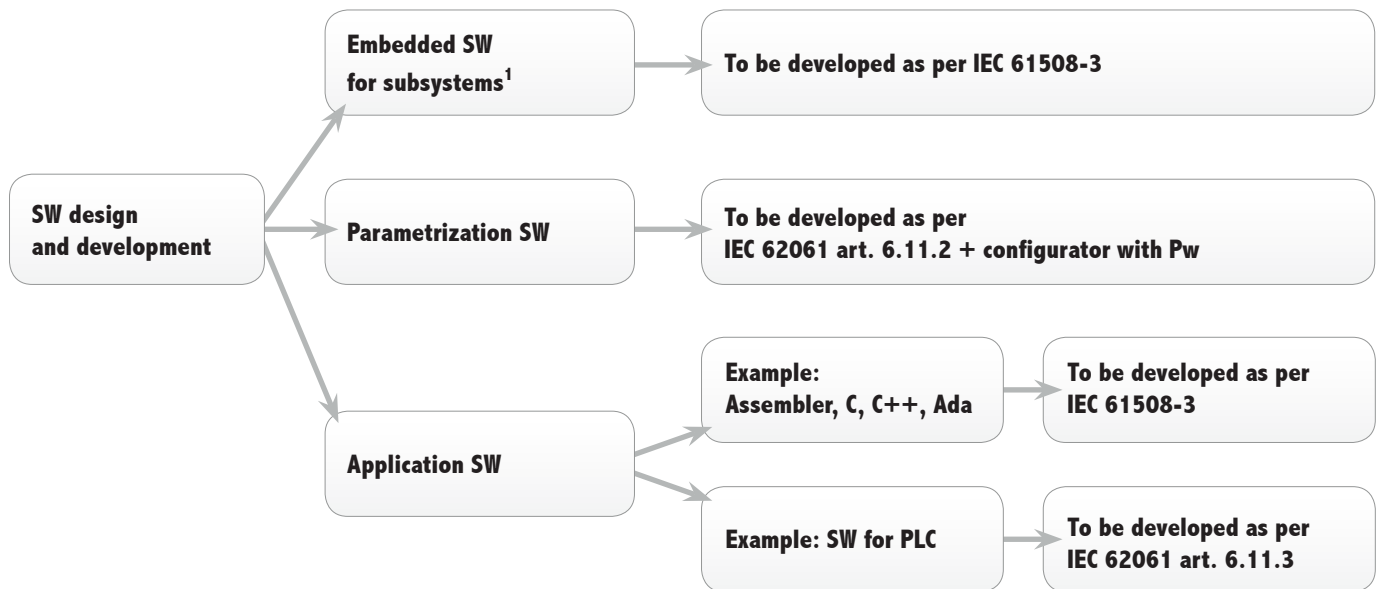 Embedded SW
for subsystems1
To be developed as per IEC 61508-3
SW design
and development
Parametrization SW
To be developed as per
IEC 62061 art. 6.11.2 + configurator with Pw
Application SW
Example:
Assembler, C, C++, Ada
To be developed as per
IEC 61508-3
Example: SW for PLC
To be developed as per
IEC 62061 art. 6.11.3